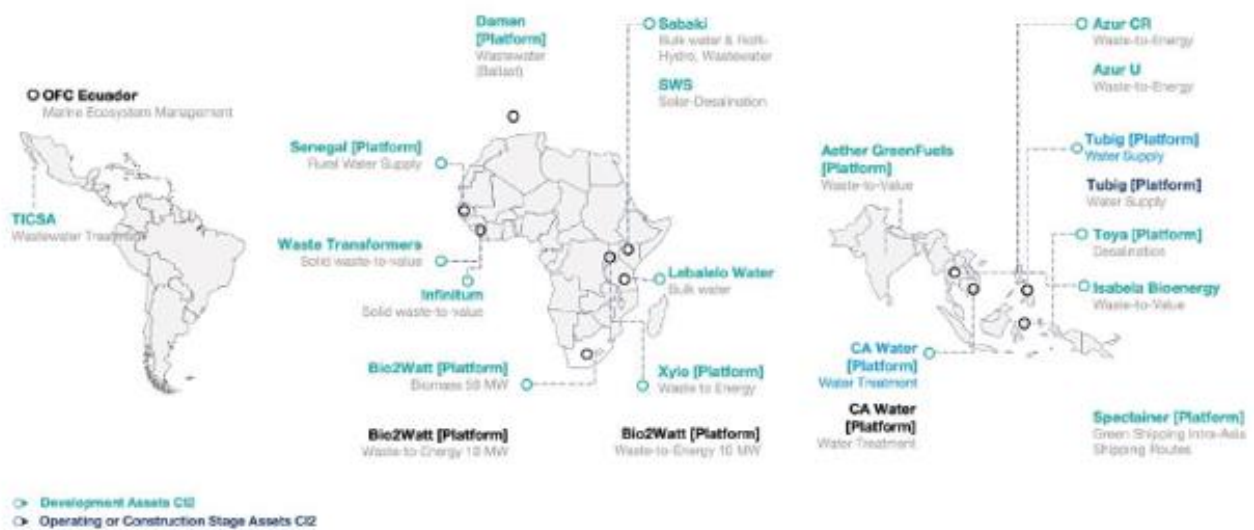 OFC Ecuador
Marine Ecosystem Management
TICSA
Wastewater Treatment
Damen
[Platform]
Wastewater
(Ballast)
Sabaki
Bulk water & RoR-
Hydro, Wastewater
SWS
Solar-Desalination
Senegal [Platform]
Rural Water Supply
Waste Transformers
Solid waste-to-value
Infinitum
Solid waste-to-value
Lebalelo Water
Bulk water
Bio2Watt [Platform]
Biomass 50 MW
Xylo [Platform]
Waste to Energy
Bio2Watt [Platform]
Waste-to-Energy 10 MW
Bio2Watt [Platform]
Waste-to-Energy 10 MW
Azur CR
Waste-to-Energy
Azur U
Waste-to-Energy
Aether GreenFuels
[Platform]
Waste-to-Value
Tubig [Platform]
Water Supply
Tubig [Platform]
Water Supply
Toya [Platform]
Desalination
Isabela Bioenergy
Waste-to-Value
CA Water
[Platform]
Water Treatment
CA Water
[Platform]
Water Treatment
Spectainer [Platform]
Green Shipping Intra-Asia
Shipping Routes
Development Assets CI2
Operating or Construction Stage Assets CI2